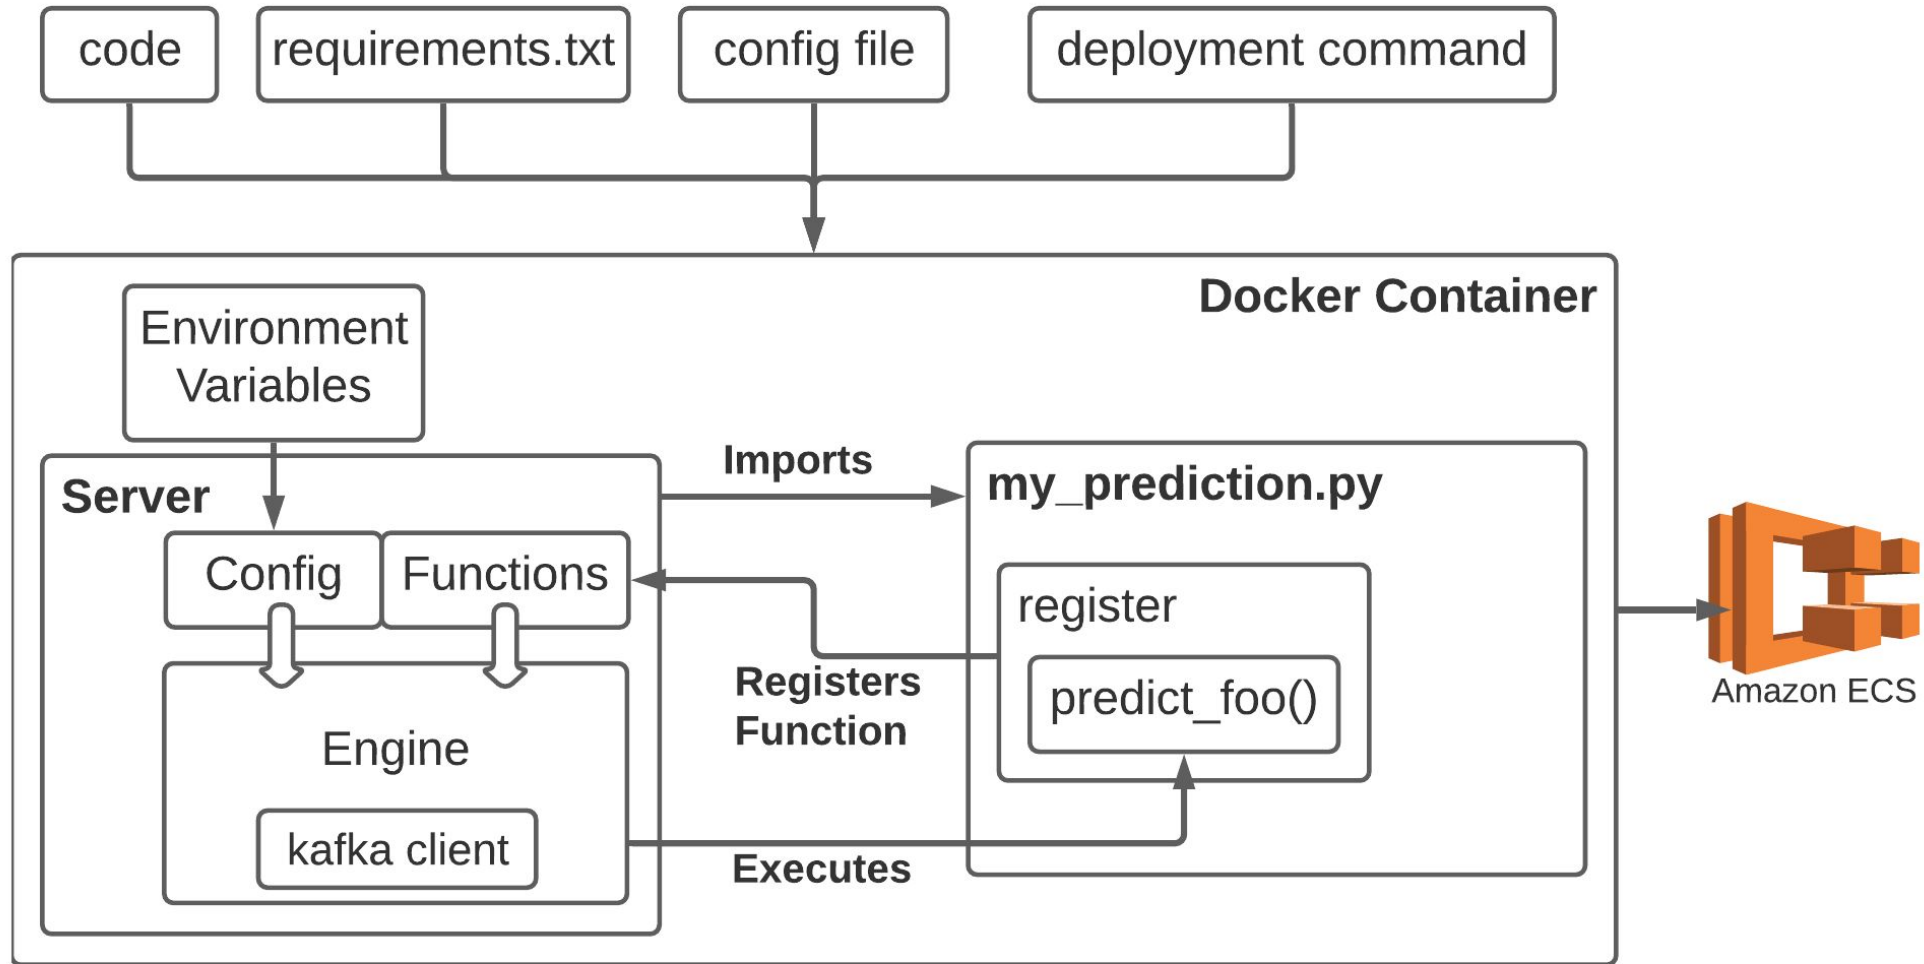 code
requirements.txt
config file
deployment command
Docker Container
Environment
Variables
Server
Config
Functions
Engine
kafka client
Imports
Registers
Function
Executes
my_prediction.py
register
predict_foo()
Amazon ECS